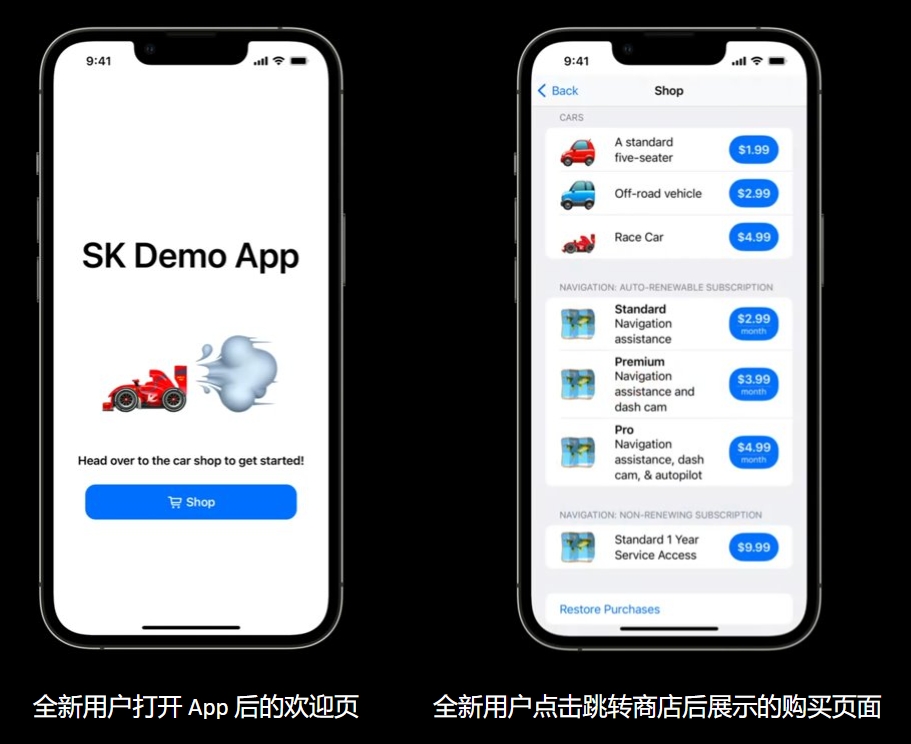 9:41
SK Demo App
Head over to the car shop to get started!
Shop
全新用户打开 App 后的欢迎页
9:41
Back
Shop
CARS
A standard
five-seater
$1.99
Off-road vehicle
$2.99
Race Car
$4.99
NAVIGATION: AUTO-RENEWABLE SUBSCRIPTION
Standard
Navigation
assistance
$2.99
month
Premium
Navigation
assistance and
dash cam
$3.99
month
Pro
Navigation
assistance, dash
cam, & autopilot
$4.99
month
NAVIGATION: NON-RENEWING SUBSCRIPTION
Standard 1 Year
Service Access
$9.99
Restore Purchases
全新用户点击跳转商店后展示的购买页面